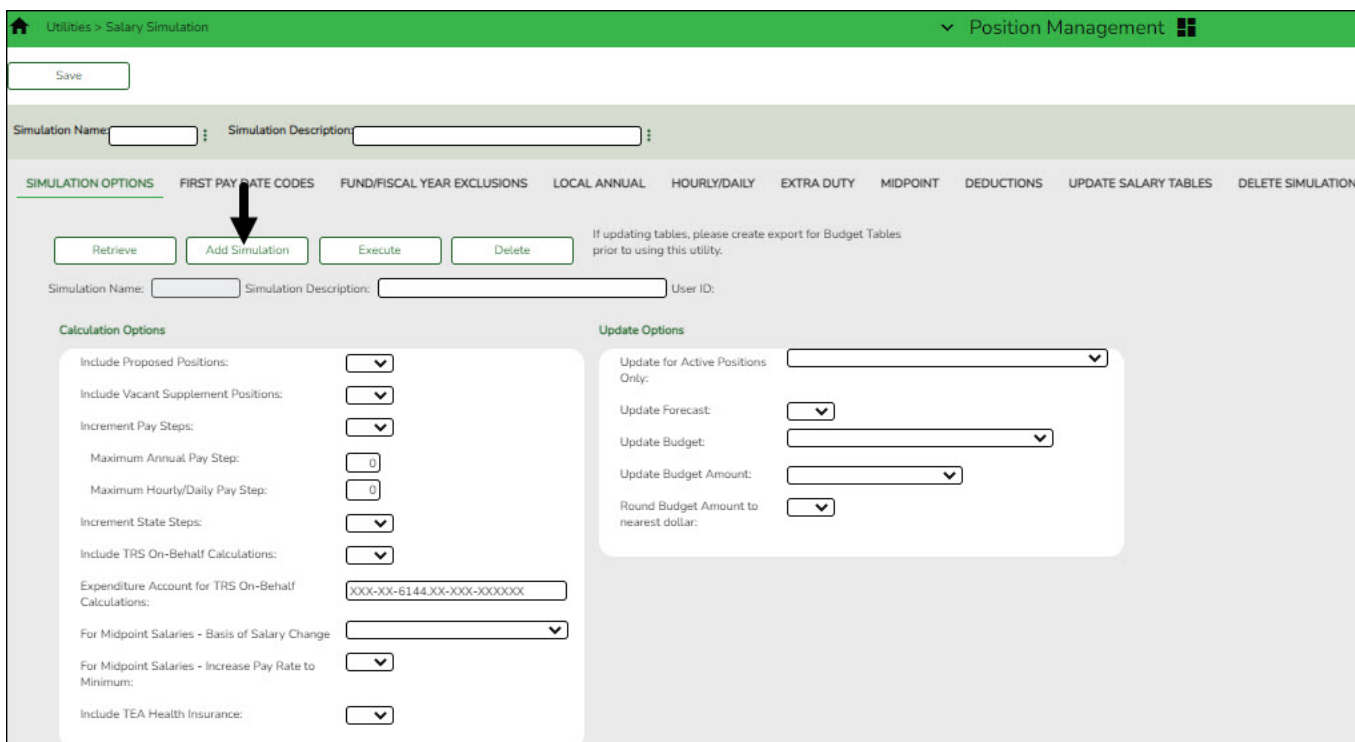 Utilities > Salary Simulation
Position Management
Save
Simulation Name:
Simulation Description:
SIMULATION OPTIONS FIRST PAY RATE CODES FUND/FISCAL YEAR EXCLUSIONS LOCAL ANNUAL HOURLY/DAILY EXTRA DUTY MIDPOINT DEDUCTIONS UPDATE SALARY TABLES DELETE SIMULATION
Retrieve Add Simulation Execute Delete
If updating tables, please create export for Budget Tables
prior to using this utility.
Simulation Name: Simulation Description: User ID:
Calculation Options
Include Proposed Positions:
Include Vacant Supplement Positions:
Increment Pay Steps:
Maximum Annual Pay Step: 0
Maximum Hourly/Daily Pay Step: 0
Increment State Steps:
Include TRS On-Behalf Calculations:
Expenditure Account for TRS On-Behalf
Calculations:
XXX-XX-6144.XX-XXX-XXXXXX
For Midpoint Salaries - Basis of Salary Change
For Midpoint Salaries - Increase Pay Rate to
Minimum:
Include TEA Health Insurance:
Update Options
Update for Active Positions
Only:
Update Forecast:
Update Budget:
Update Budget Amount:
Round Budget Amount to
nearest dollar: